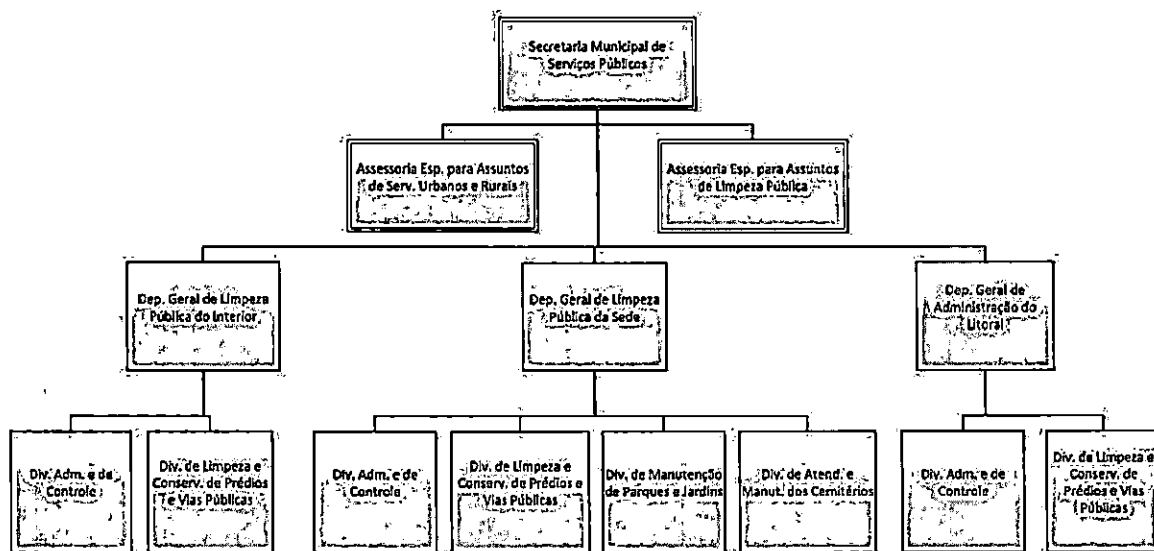 Secretaria Municipal de
Serviços Públicos
Assessoria Esp. para Assuntos
de Serv. Urbanos e Rurais
Assessoria Esp. para Assuntos
de Limpeza Pública
Dep. Geral de Limpeza
Pública do Interior
Dep. Geral de Limpeza
Pública da Sede
Dep. Geral de
Administração do
Litoral
Div. Adm. e de
Controle
Div. de Limpeza e
Conserv. de Prédios
e Vias Públicas
Div. Adm. e de
Controle
Div. de Limpeza e
Conserv. de Prédios e
Vias Públicas
Div. de Manutenção
de Parques e Jardins
Div. de Atend. e
Manut. dos Cemitérios
Div. Adm. e de
Controle
Div. de Limpeza e
Conserv. de
Prédios e Vias
Públicas